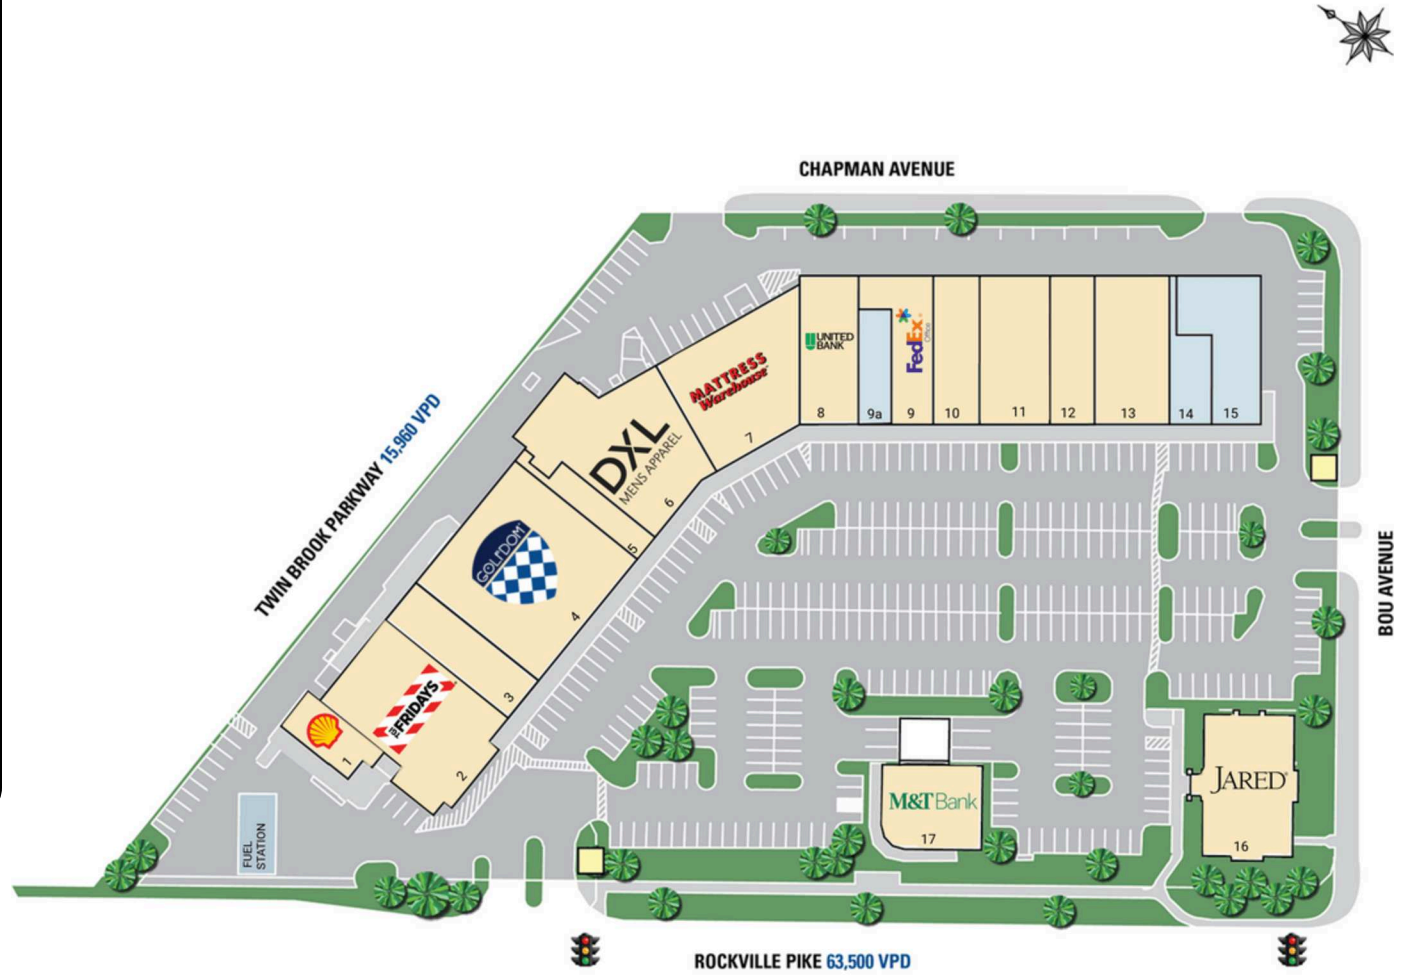 CHAPMAN AVENUE
TWIN BROOK PARKWAY 15,960 VPD
BOU AVENUE
UNITED
BANK
8
9a
FedEx
Office
9
10
11
12
13
14
15
MATTRESS
Warehouse
7
DXL
MENS APPAREL
6
5
GOLFDOM
4
3
TGI FRIDAYS
2
1
FUEL
STATION
M&T Bank
17
JARED
16
ROCKVILLE PIKE 63,500 VPD